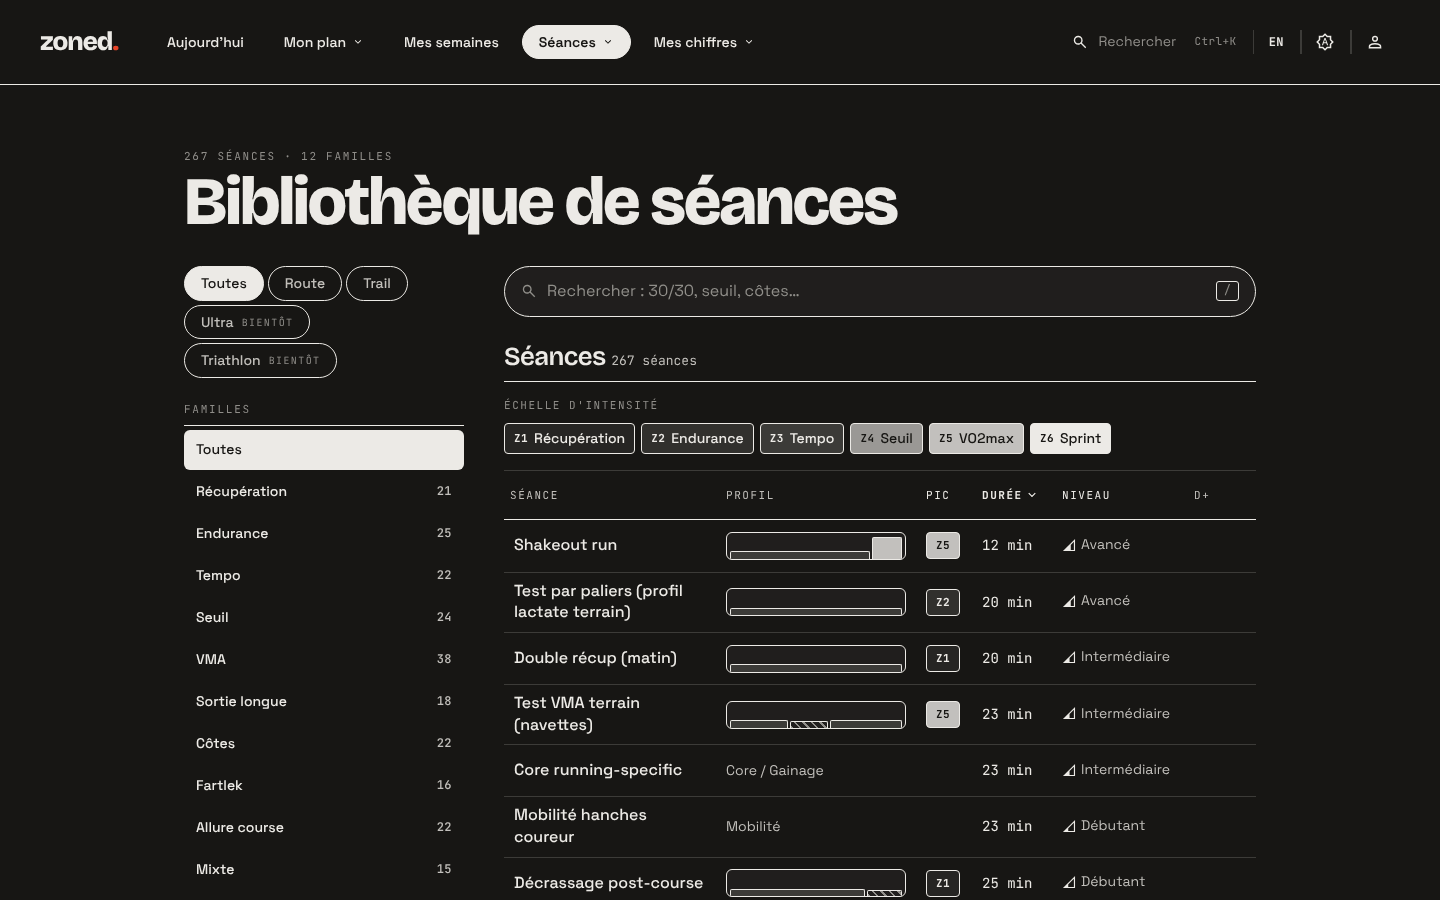 zoned.
Aujourd'hui
Mon plan
Mes semaines
Séances
Mes chiffres
Rechercher Ctrl+K
EN
A
267 SÉANCES · 12 FAMILLES
Bibliothèque de séances
Toutes
Route
Trail
Ultra BIENTÔT
Triathlon BIENTÔT
FAMILLES
Toutes
Récupération 21
Endurance 25
Tempo 22
Seuil 24
VMA 38
Sortie longue 18
Côtes 22
Fartlek 16
Allure course 22
Mixte 15
Rechercher : 30/30, seuil, côtes...
/
Séances 267 séances
ÉCHELLE D'INTENSITÉ
Z1 Récupération
Z2 Endurance
Z3 Tempo
Z4 Seuil
Z5 VO2max
Z6 Sprint
SÉANCE PROFIL PIC DURÉE NIVEAU D+
Shakeout run Z5 12 min Avancé
Test par paliers (profil
lactate terrain) Z2 20 min Avancé
Double récup (matin) Z1 20 min Intermédiaire
Test VMA terrain
(navettes) Z5 23 min Intermédiaire
Core running-specific Core / Gainage 23 min Intermédiaire
Mobilité hanches
coureur Mobilité 23 min Débutant
Décrassage post-course Z1 25 min Débutant